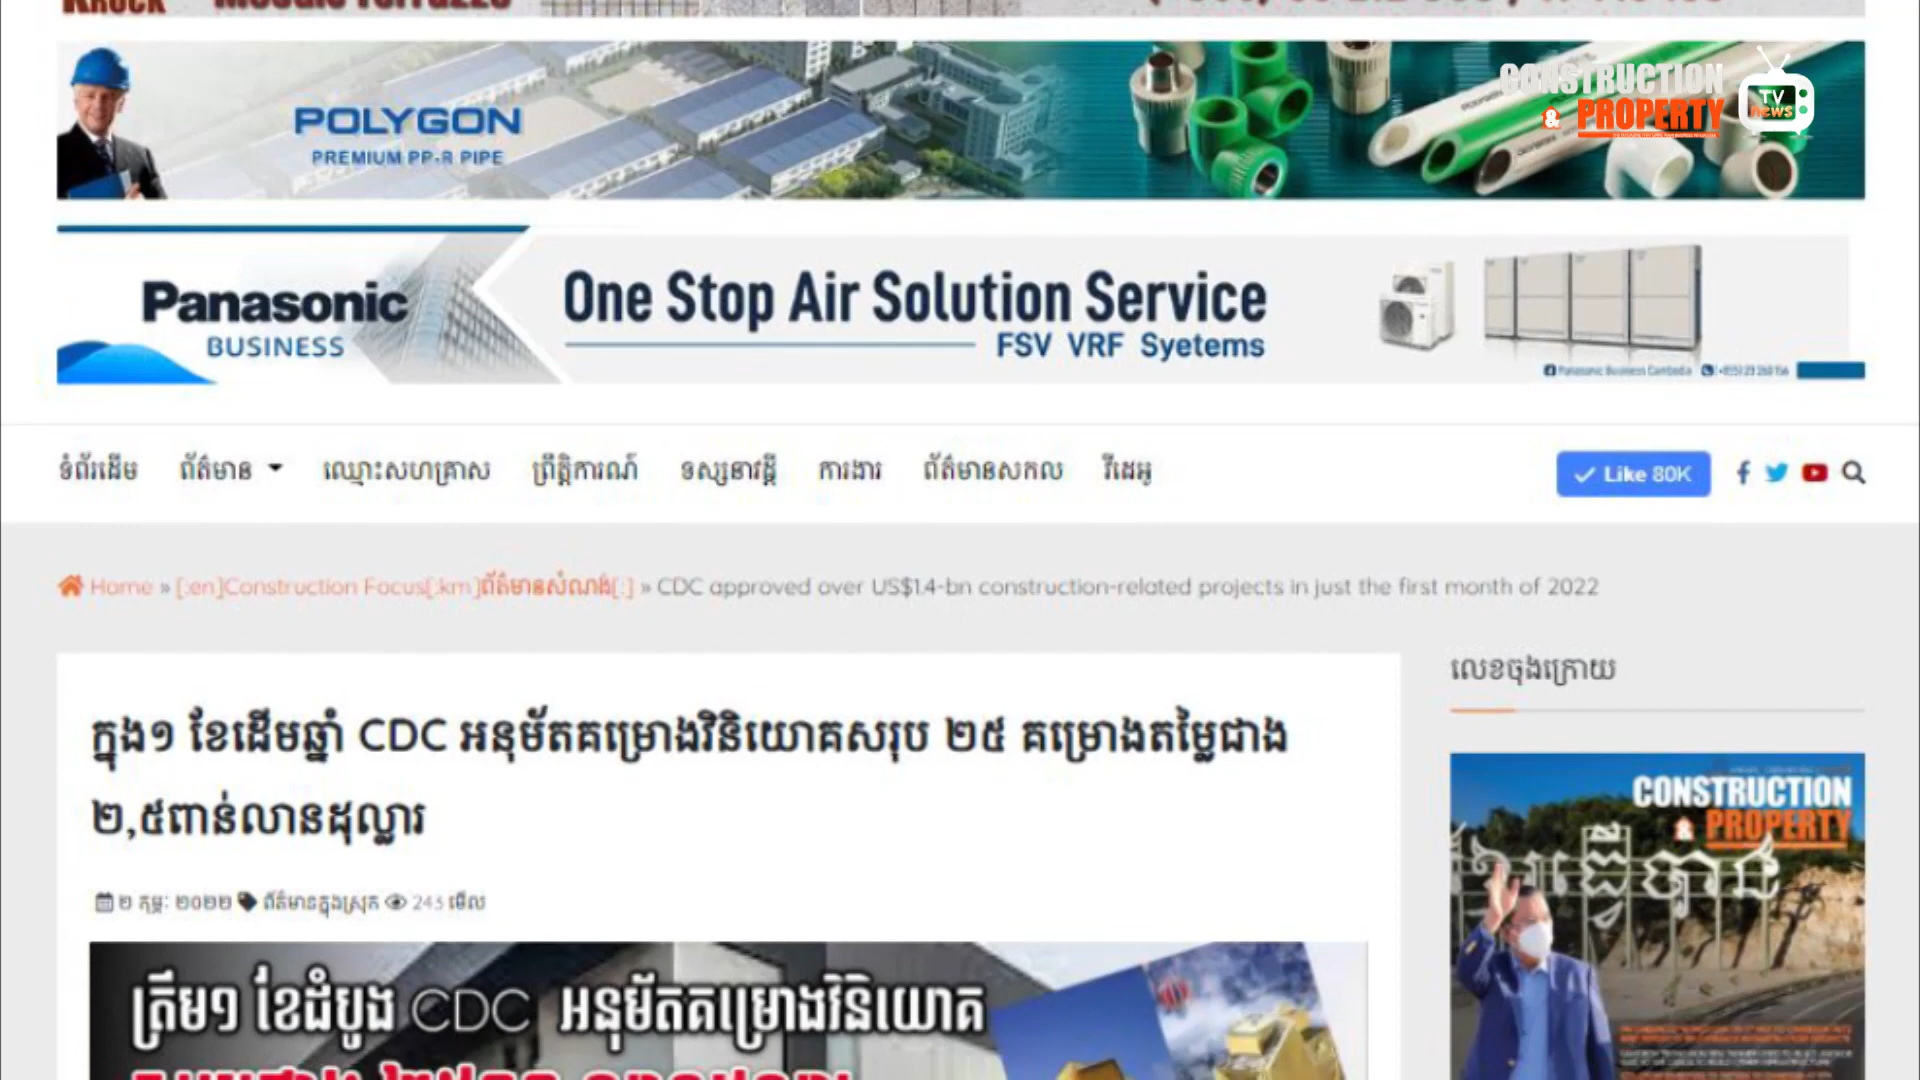 CONSTRUCTION
& PROPERTY
TV
news
POLYGON
PREMIUM PP-R PIPE
Panasonic
BUSINESS
One Stop Air Solution Service
FSV VRF Syetems
ទំព័រដើម ព័ត៌មាន ឈ្មោះសហគ្រាស ព្រឹត្តិការណ៍ ទស្សនាវដ្ដី ការងារ ព័ត៌មានសកល វីដេអូ
Like 80K
Home » [:en]Construction Focus[:km]ព័ត៌មានសំណង់[:] » CDC approved over US$1.4-bn construction-related projects in just the first month of 2022
ក្នុង១ ខែដើមឆ្នាំ CDC អនុម័តគម្រោងវិនិយោគសរុប ២៥ គម្រោងតម្លៃជាង
២,៥ពាន់លានដុល្លារ
២ កុម្ភៈ ២០២២ ព័ត៌មានក្នុងស្រុក 243 មើល
លេខចុងក្រោយ
CONSTRUCTION
& PROPERTY
ត្រឹម១ ខែដំបូង CDC អនុម័តគម្រោងវិនិយោគ